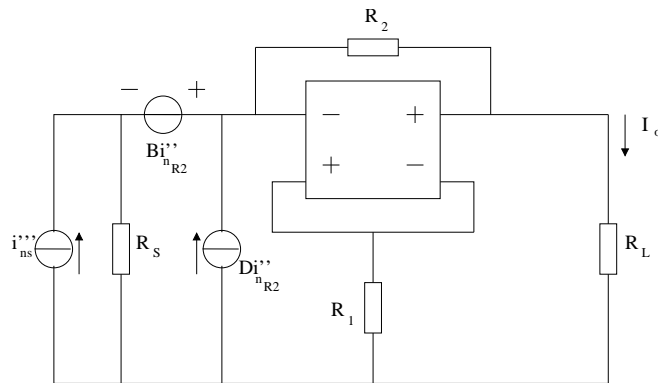 R2
− +
− +
Bi''nR2
+ −
Io
i'''ns
RS
Di''nR2
RL
R1